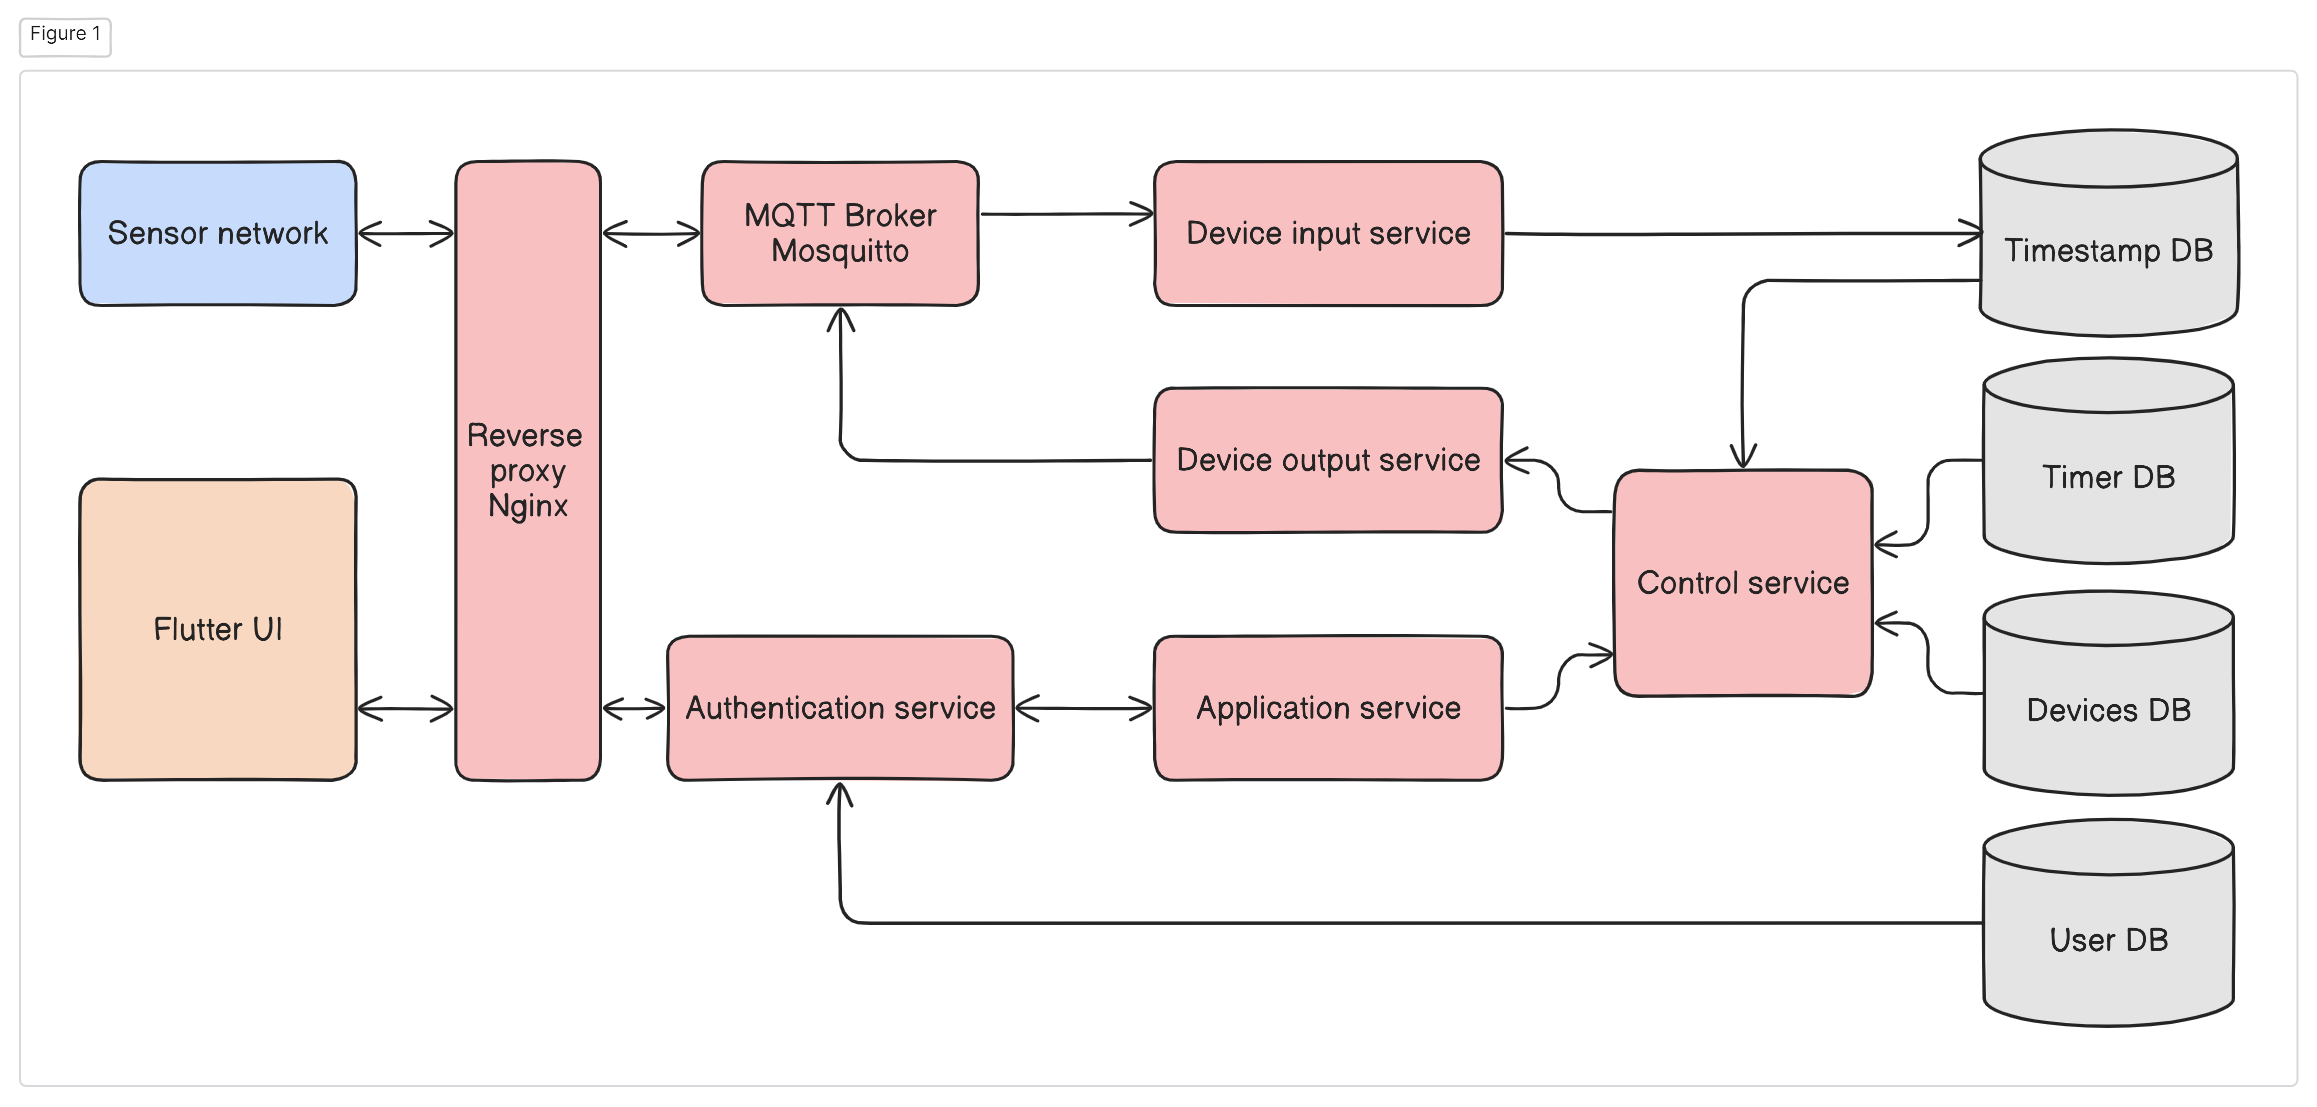 Figure 1
Sensor network
MQTT Broker
Mosquitto
Device input service
Timestamp DB
Reverse
proxy
Nginx
Device output service
Timer DB
Flutter UI
Control service
Authentication service
Application service
Devices DB
User DB